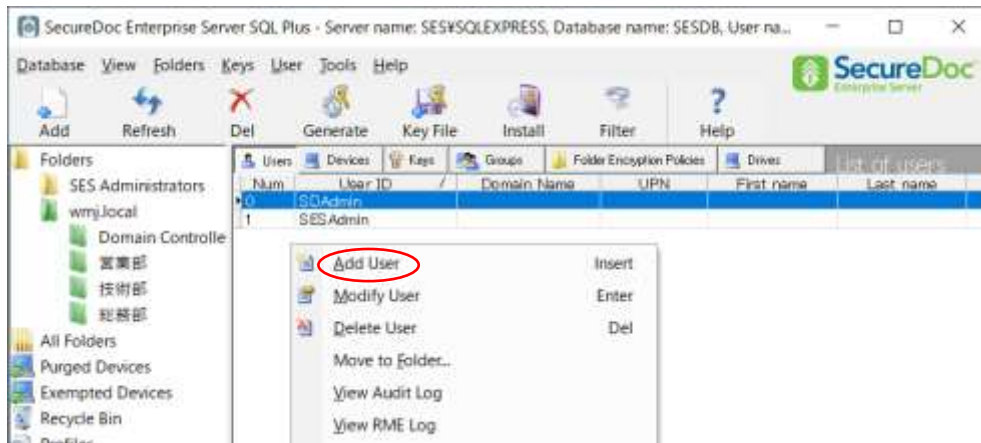 SecureDoc Enterprise Server SQL Plus - Server name: SES¥SQLEXPRESS, Database name: SESDB, User na...
Database View Folders Keys User Tools Help
SecureDoc
Enterprise Server
Add Refresh Del Generate Key File Install Filter Help
Folders
SES Administrators
wmj.local
Domain Controlle
営業部
技術部
総務部
All Folders
Purged Devices
Exempted Devices
Recycle Bin
Profiles
Users Devices Keys Groups Folder Encryption Policies Drives List of users
Num User ID / Domain Name UPN First name Last name
0 SDAdmin
1 SESAdmin
Add User Insert
Modify User Enter
Delete User Del
Move to Folder...
View Audit Log
View RME Log